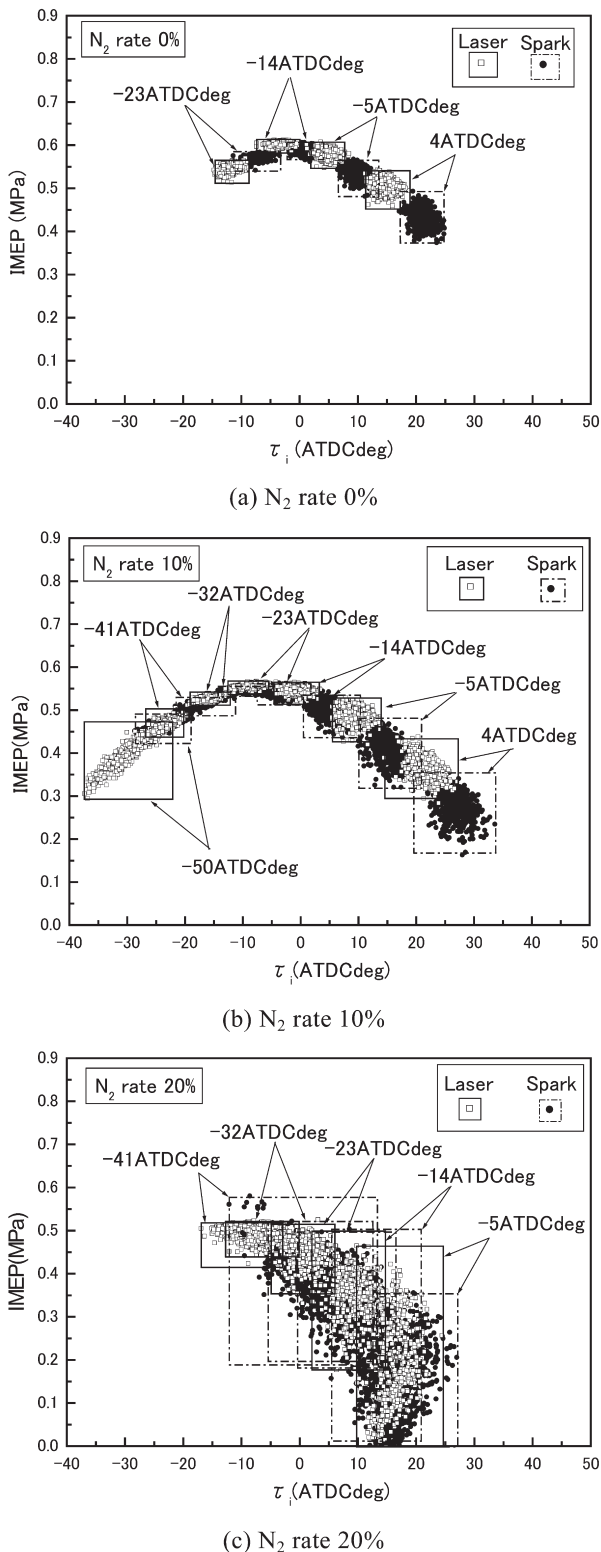 0.9
0.8
0.7
0.6
0.5
0.4
0.3
0.2
0.1
0.0
IMEP (MPa)
N₂ rate 0%
Laser Spark
-14ATDCdeg
-23ATDCdeg
-5ATDCdeg
4ATDCdeg
-40 -30 -20 -10 0 10 20 30 40 50
τi (ATDCdeg)
(a) N₂ rate 0%
0.9
0.8
0.7
0.6
0.5
0.4
0.3
0.2
0.1
0.0
IMEP(MPa)
N₂ rate 10%
Laser Spark
-32ATDCdeg
-23ATDCdeg
-41ATDCdeg
-14ATDCdeg
-5ATDCdeg
4ATDCdeg
-50ATDCdeg
-40 -30 -20 -10 0 10 20 30 40 50
τi(ATDCdeg)
(b) N₂ rate 10%
0.9
0.8
0.7
0.6
0.5
0.4
0.3
0.2
0.1
0.0
IMEP(MPa)
N₂ rate 20%
Laser Spark
-32ATDCdeg
-23ATDCdeg
-41ATDCdeg
-14ATDCdeg
-5ATDCdeg
-40 -30 -20 -10 0 10 20 30 40 50
τi(ATDCdeg)
(c) N₂ rate 20%